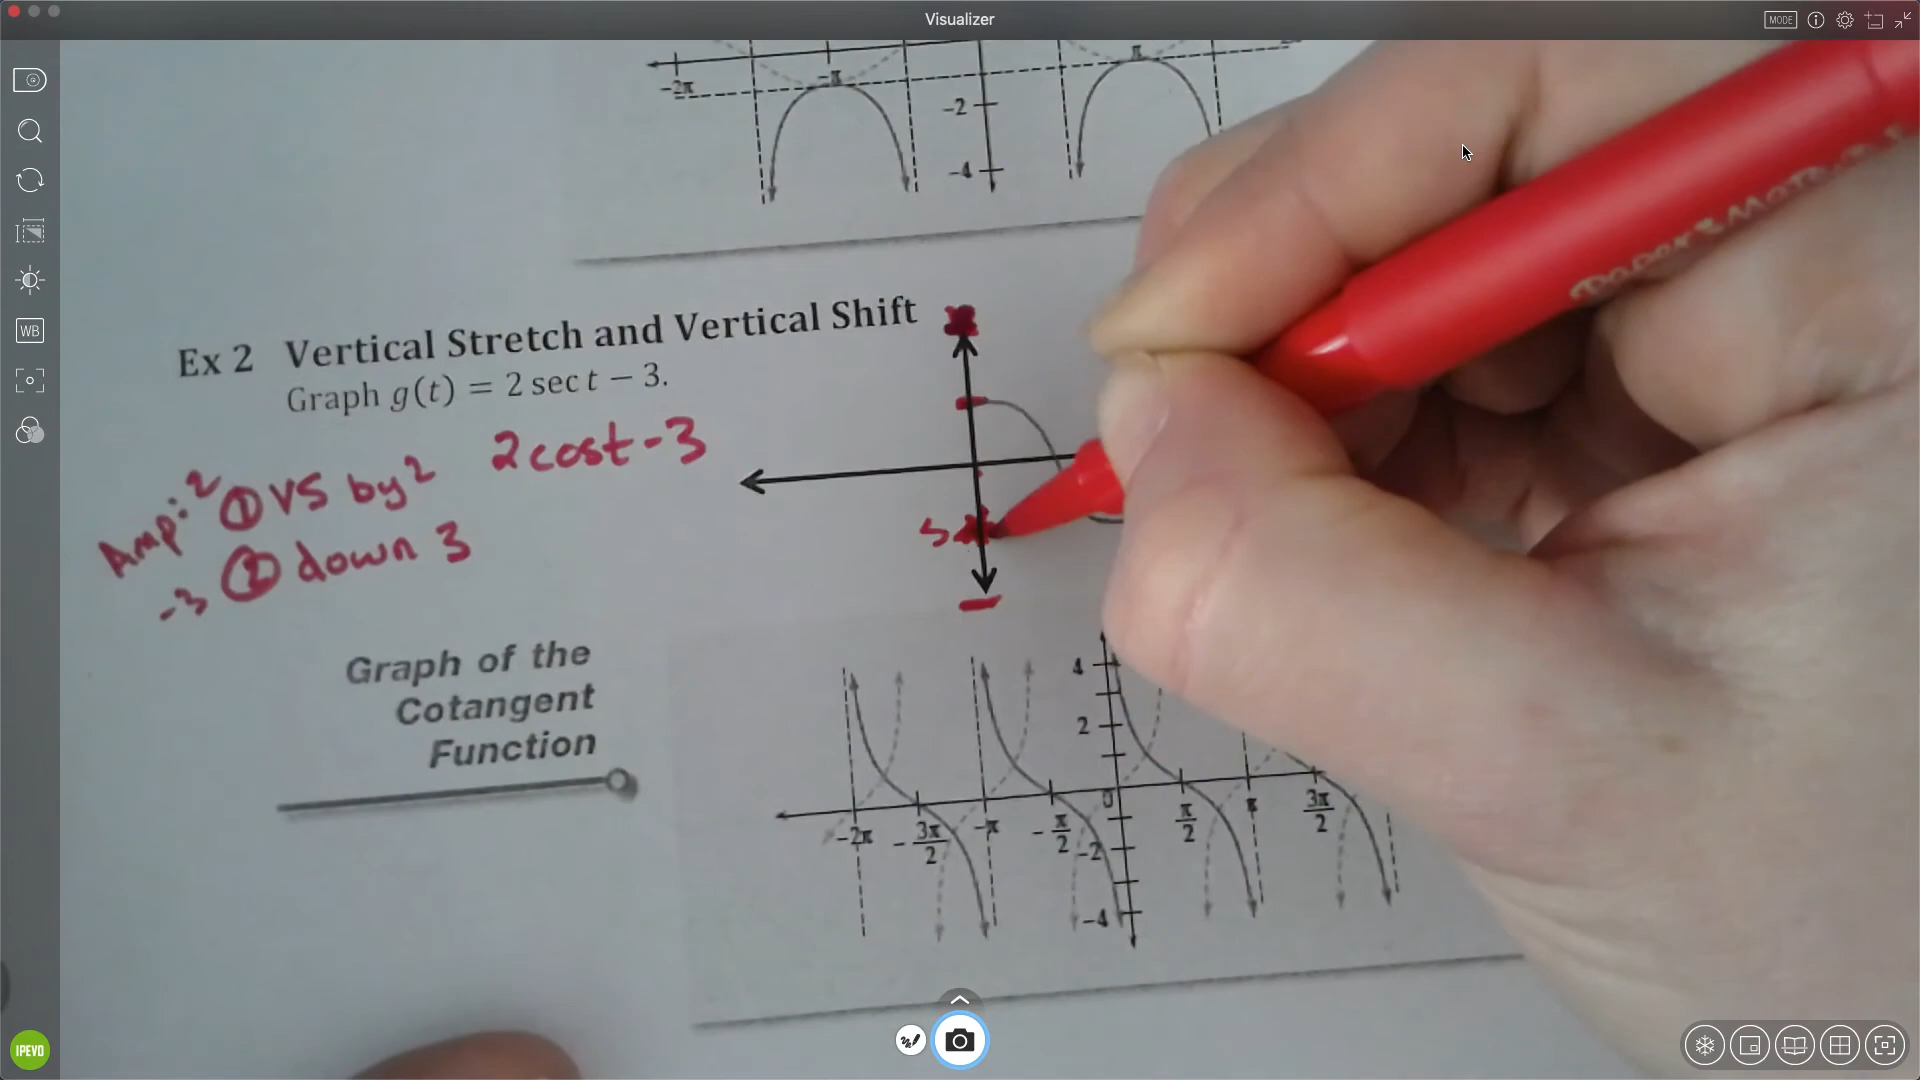 Visualizer
MODE
WB
-2π
-π
π
-2
-4
Paper Mate
Ex 2 Vertical Stretch and Vertical Shift
Graph g(t) = 2 sec t − 3.
2cost-3
Amp: 2 ① VS by 2
-3 ② down 3
Graph of the
Cotangent
Function
4
2
0
-2π
- 3π/2
-π
- π/2
π/2
π
3π/2
-2
-4
IPEVO